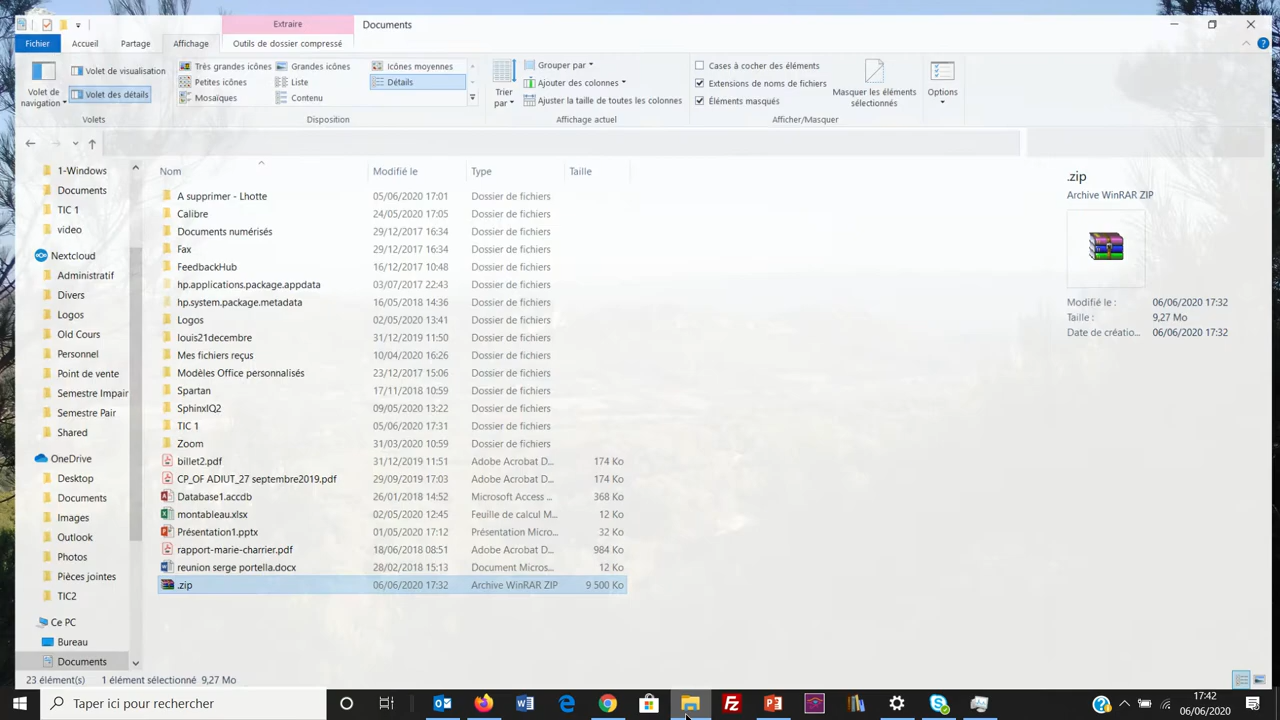 Extraire Documents
Fichier Accueil Partage Affichage Outils de dossier compressé
Volet de navigation
Volet de visualisation
Volet des détails
Volets
Très grandes icônes Grandes icônes Icônes moyennes
Petites icônes Liste Détails
Mosaïques Contenu
Disposition
Trier par
Grouper par
Ajouter des colonnes
Ajuster la taille de toutes les colonnes
Affichage actuel
Cases à cocher des éléments
Extensions de noms de fichiers
Éléments masqués
Masquer les éléments sélectionnés
Afficher/Masquer
Options
1-Windows
Documents
TIC 1
video
Nextcloud
Administratif
Divers
Logos
Old Cours
Personnel
Point de vente
Semestre Impair
Semestre Pair
Shared
OneDrive
Desktop
Documents
Images
Outlook
Photos
Pièces jointes
TIC2
Ce PC
Bureau
Documents
Nom Modifié le Type Taille
A supprimer - Lhotte 05/06/2020 17:01 Dossier de fichiers
Calibre 24/05/2020 17:05 Dossier de fichiers
Documents numérisés 29/12/2017 16:34 Dossier de fichiers
Fax 29/12/2017 16:34 Dossier de fichiers
FeedbackHub 16/12/2017 10:48 Dossier de fichiers
hp.applications.package.appdata 03/07/2017 22:43 Dossier de fichiers
hp.system.package.metadata 16/05/2018 14:36 Dossier de fichiers
Logos 02/05/2020 13:41 Dossier de fichiers
louis21decembre 31/12/2019 11:50 Dossier de fichiers
Mes fichiers reçus 10/04/2020 16:26 Dossier de fichiers
Modèles Office personnalisés 23/12/2017 15:06 Dossier de fichiers
Spartan 17/11/2018 10:59 Dossier de fichiers
SphinxIQ2 09/05/2020 13:22 Dossier de fichiers
TIC 1 05/06/2020 17:31 Dossier de fichiers
Zoom 31/03/2020 10:59 Dossier de fichiers
billet2.pdf 31/12/2019 11:51 Adobe Acrobat D... 174 Ko
CP_OF ADIUT_27 septembre2019.pdf 29/09/2019 17:03 Adobe Acrobat D... 174 Ko
Database1.accdb 26/01/2018 14:52 Microsoft Access ... 368 Ko
montableau.xlsx 02/05/2020 12:45 Feuille de calcul M... 12 Ko
Présentation1.pptx 01/05/2020 17:12 Présentation Micro... 32 Ko
rapport-marie-charrier.pdf 18/06/2018 08:51 Adobe Acrobat D... 984 Ko
reunion serge portella.docx 28/02/2018 15:13 Document Micros... 12 Ko
.zip 06/06/2020 17:32 Archive WinRAR ZIP 9 500 Ko
.zip
Archive WinRAR ZIP
Modifié le : 06/06/2020 17:32
Taille : 9,27 Mo
Date de créatio... 06/06/2020 17:32
23 élément(s) 1 élément sélectionné 9,27 Mo
Taper ici pour rechercher
17:42
06/06/2020